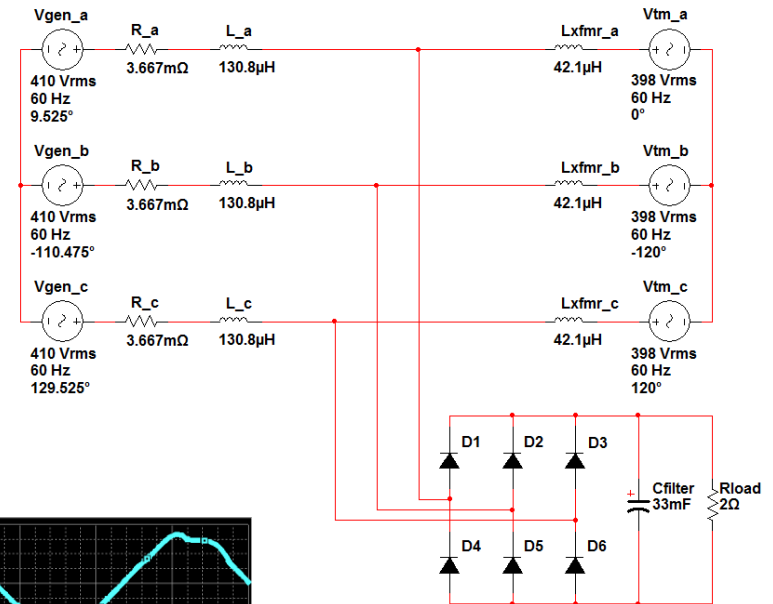 Vgen_a
410 Vrms
60 Hz
9.525°
R_a
3.667mΩ
L_a
130.8µH
Lxfmr_a
42.1µH
Vtm_a
398 Vrms
60 Hz
0°
Vgen_b
410 Vrms
60 Hz
-110.475°
R_b
3.667mΩ
L_b
130.8µH
Lxfmr_b
42.1µH
Vtm_b
398 Vrms
60 Hz
-120°
Vgen_c
410 Vrms
60 Hz
129.525°
R_c
3.667mΩ
L_c
130.8µH
Lxfmr_c
42.1µH
Vtm_c
398 Vrms
60 Hz
120°
D1
D2
D3
D4
D5
D6
Cfilter
33mF
Rload
2Ω